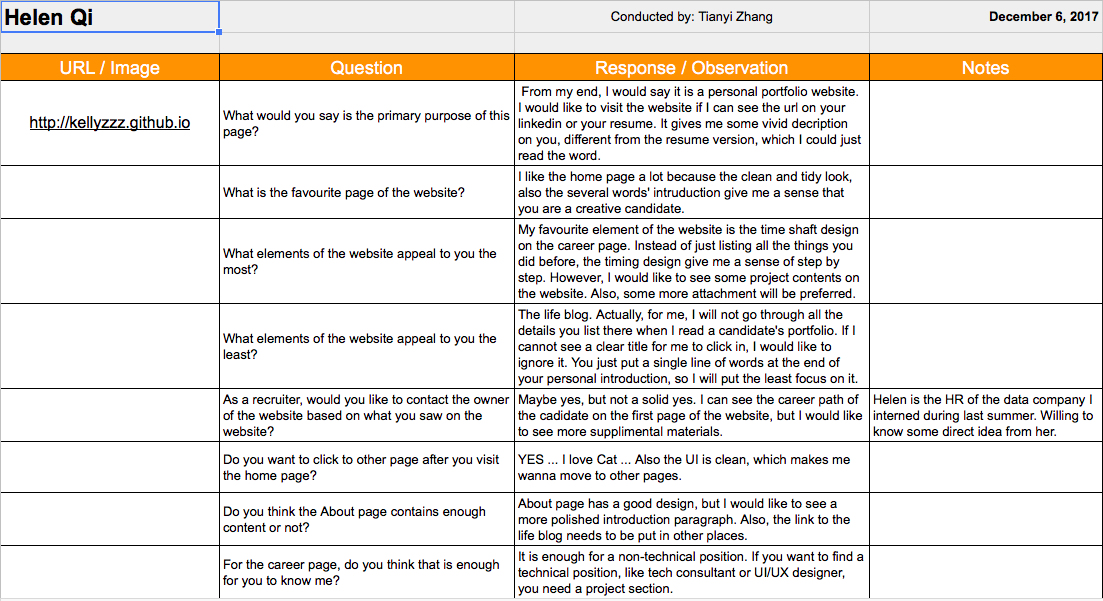 Helen Qi
Conducted by: Tianyi Zhang
December 6, 2017
URL / Image
Question
Response / Observation
Notes
http://kellyzzz.github.io
What would you say is the primary purpose of this
page?
From my end, I would say it is a personal portfolio website.
I would like to visit the website if I can see the url on your
linkedin or your resume. It gives me some vivid decription
on you, different from the resume version, which I could just
read the word.
What is the favourite page of the website?
I like the home page a lot because the clean and tidy look,
also the several words' intruduction give me a sense that
you are a creative candidate.
What elements of the website appeal to you the
most?
My favourite element of the website is the time shaft design
on the career page. Instead of just listing all the things you
did before, the timing design give me a sense of step by
step. However, I would like to see some project contents on
the website. Also, some more attachment will be preferred.
What elements of the website appeal to you the
least?
The life blog. Actually, for me, I will not go through all the
details you list there when I read a candidate's portfolio. If I
cannot see a clear title for me to click in, I would like to
ignore it. You just put a single line of words at the end of
your personal introduction, so I will put the least focus on it.
As a recruiter, would you like to contact the owner
of the website based on what you saw on the
website?
Maybe yes, but not a solid yes. I can see the career path of
the cadidate on the first page of the website, but I would like
to see more supplimental materials.
Helen is the HR of the data company I
interned during last summer. Willing to
know some direct idea from her.
Do you want to click to other page after you visit
the home page?
YES ... I love Cat ... Also the UI is clean, which makes me
wanna move to other pages.
Do you think the About page contains enough
content or not?
About page has a good design, but I would like to see a
more polished introduction paragraph. Also, the link to the
life blog needs to be put in other places.
For the career page, do you think that is enough
for you to know me?
It is enough for a non-technical position. If you want to find a
technical position, like tech consultant or UI/UX designer,
you need a project section.